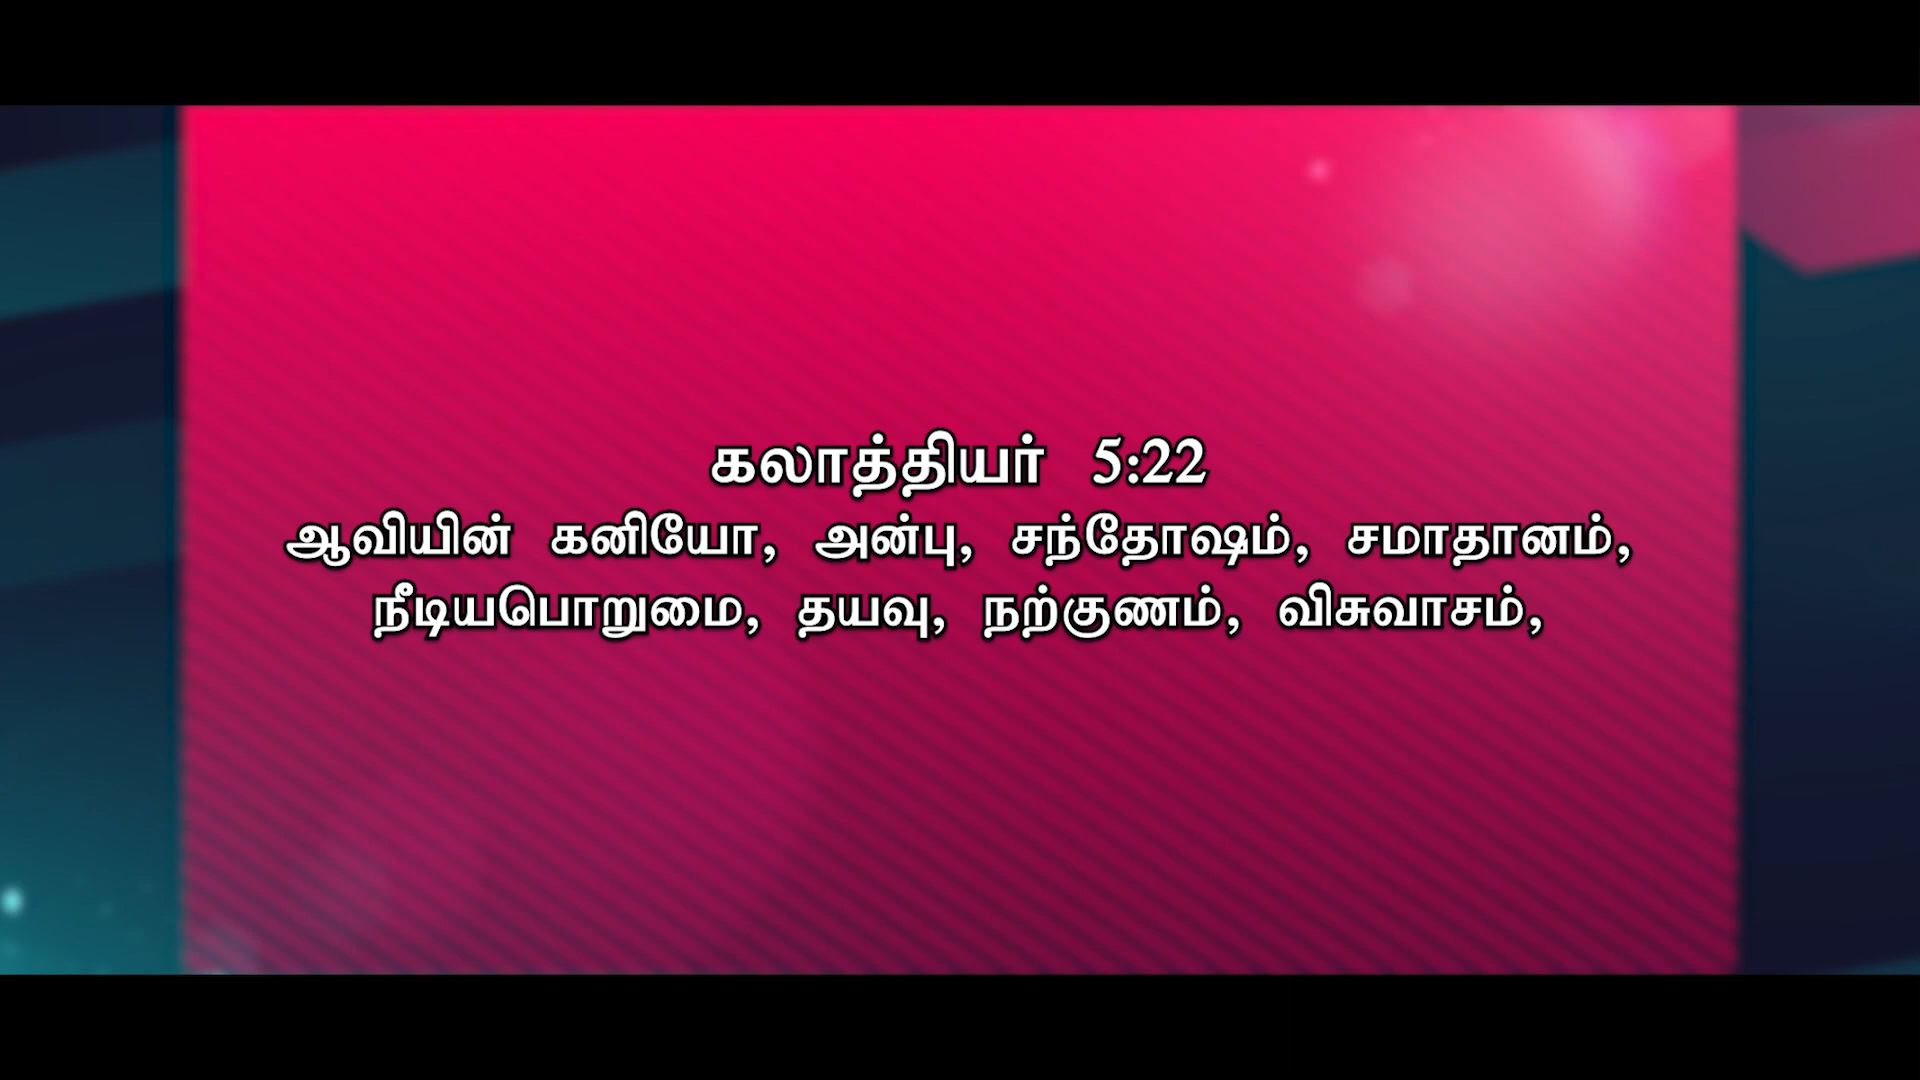 கலாத்தியர் 5:22
ஆவியின் கனியோ, அன்பு, சந்தோஷம், சமாதானம்,
நீடியபொறுமை, தயவு, நற்குணம், விசுவாசம்,